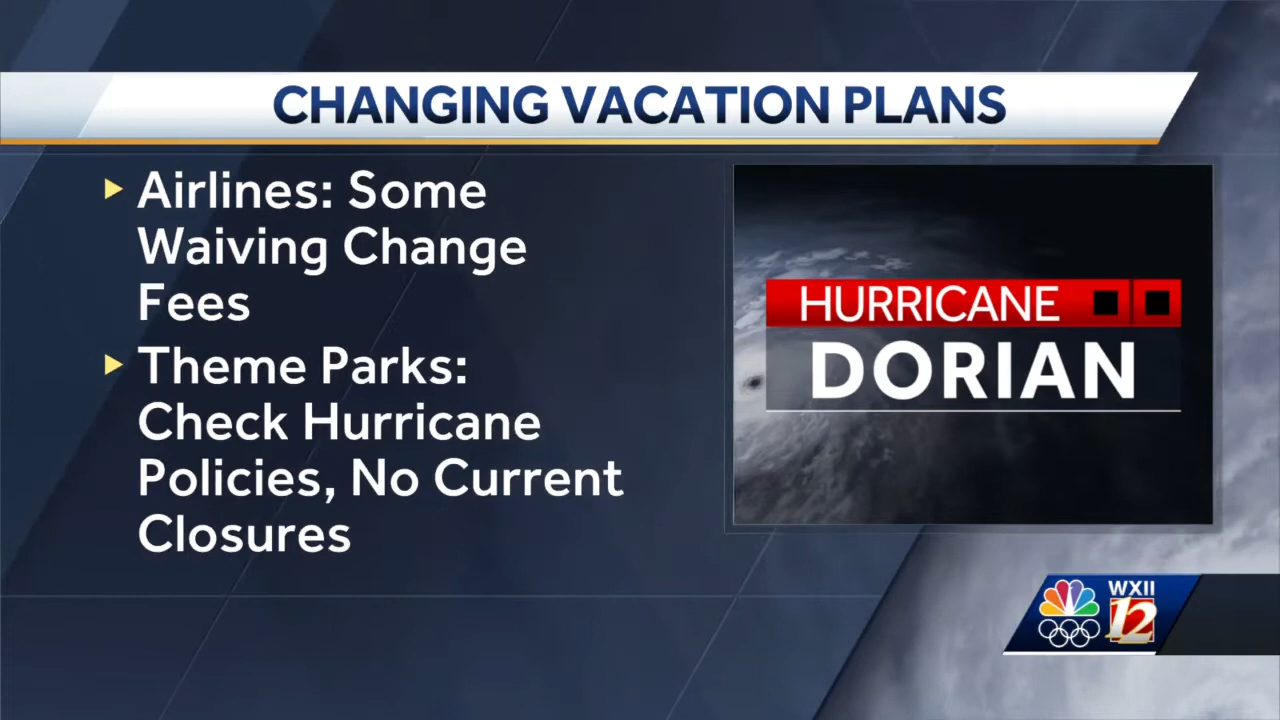 CHANGING VACATION PLANS
Airlines: Some
Waiving Change
Fees
Theme Parks:
Check Hurricane
Policies, No Current
Closures
HURRICANE
DORIAN
WXII
12